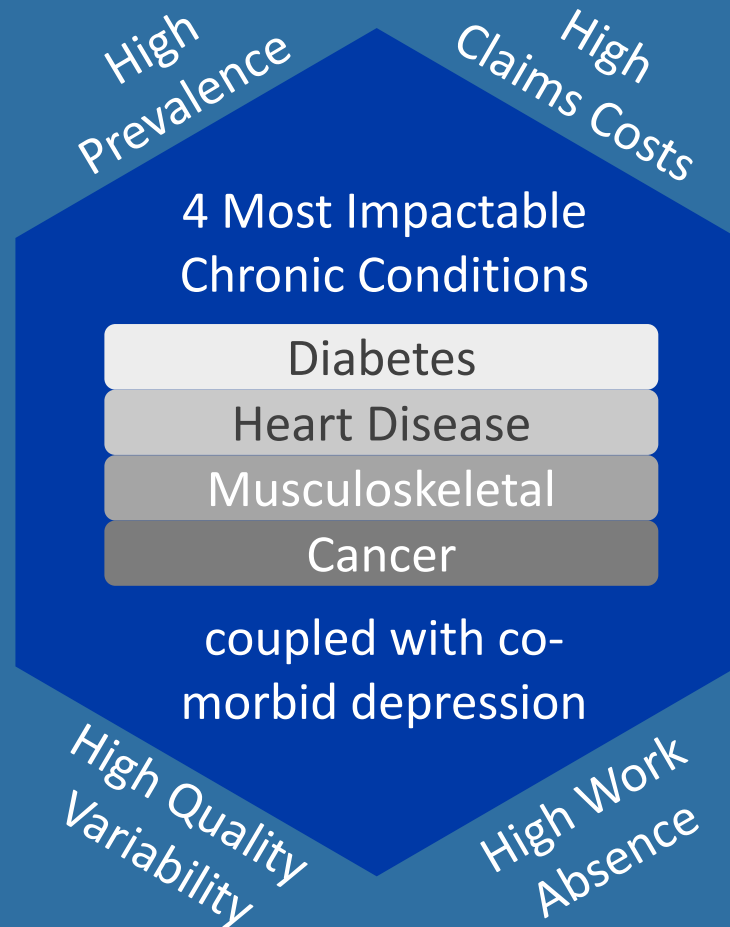 High
Prevalence
High
Claims Costs
4 Most Impactable
Chronic Conditions
Diabetes
Heart Disease
Musculoskeletal
Cancer
coupled with co-
morbid depression
High Quality
Variability
High Work
Absence